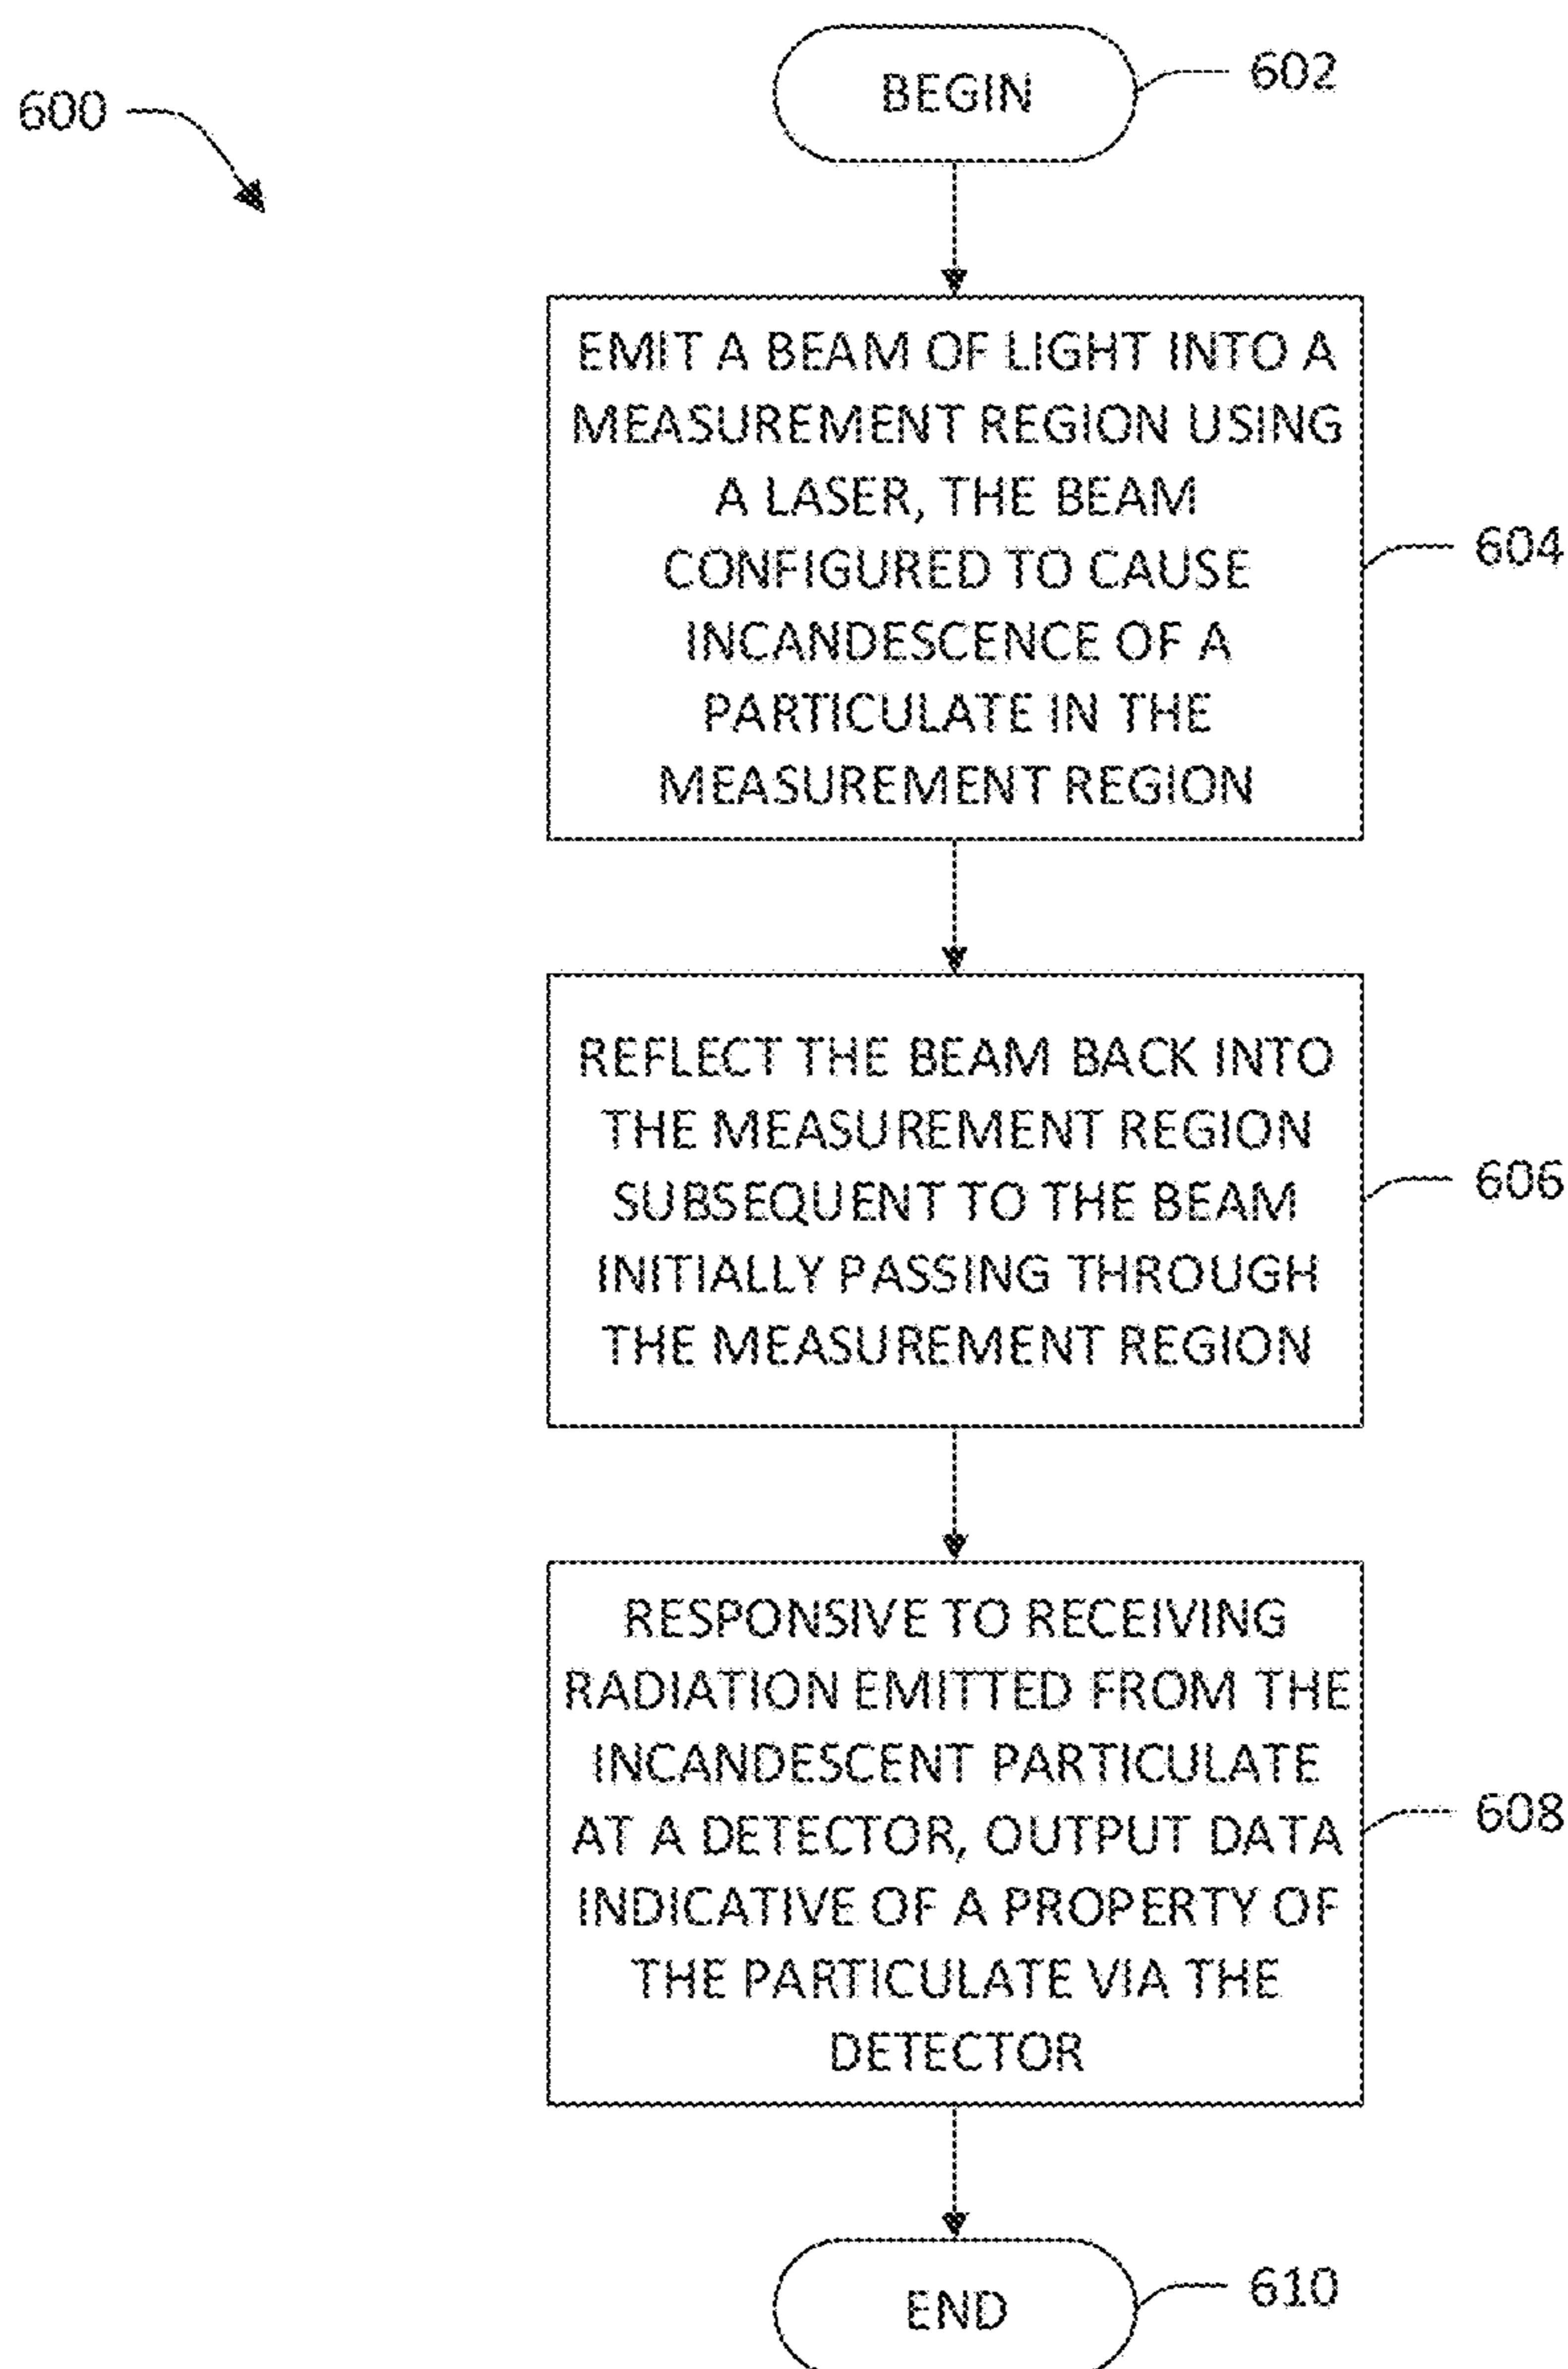 600
BEGIN
602
EMIT A BEAM OF LIGHT INTO A
MEASUREMENT REGION USING
A LASER, THE BEAM
CONFIGURED TO CAUSE
INCANDESCENCE OF A
PARTICULATE IN THE
MEASUREMENT REGION
604
REFLECT THE BEAM BACK INTO
THE MEASUREMENT REGION
SUBSEQUENT TO THE BEAM
INITIALLY PASSING THROUGH
THE MEASUREMENT REGION
606
RESPONSIVE TO RECEIVING
RADIATION EMITTED FROM THE
INCANDESCENT PARTICULATE
AT A DETECTOR, OUTPUT DATA
INDICATIVE OF A PROPERTY OF
THE PARTICULATE VIA THE
DETECTOR
608
END
610